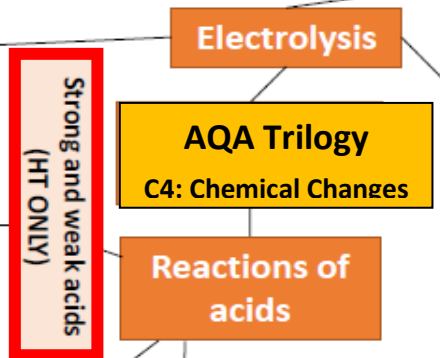 Electrolysis
Strong and weak acids
(HT ONLY)
AQA Trilogy
C4: Chemical Changes
Reactions of
acids